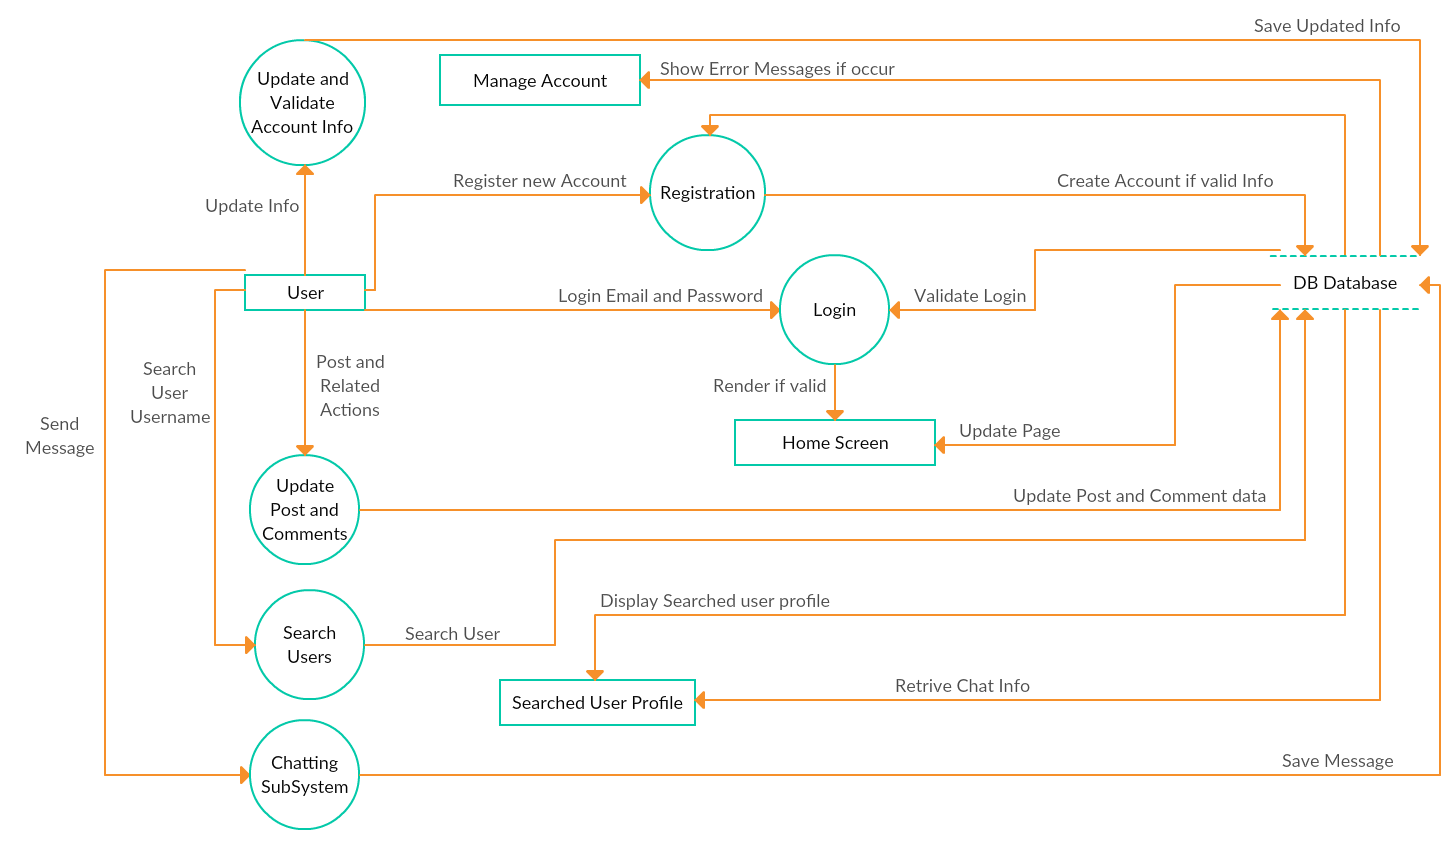 Save Updated Info
Update and
Validate
Account Info
Manage Account
Show Error Messages if occur
Register new Account
Registration
Create Account if valid Info
Update Info
User
Login Email and Password
Login
Validate Login
DB Database
Post and
Related
Actions
Search
User
Username
Send
Message
Render if valid
Home Screen
Update Page
Update
Post and
Comments
Update Post and Comment data
Display Searched user profile
Search
Users
Search User
Searched User Profile
Retrive Chat Info
Chatting
SubSystem
Save Message